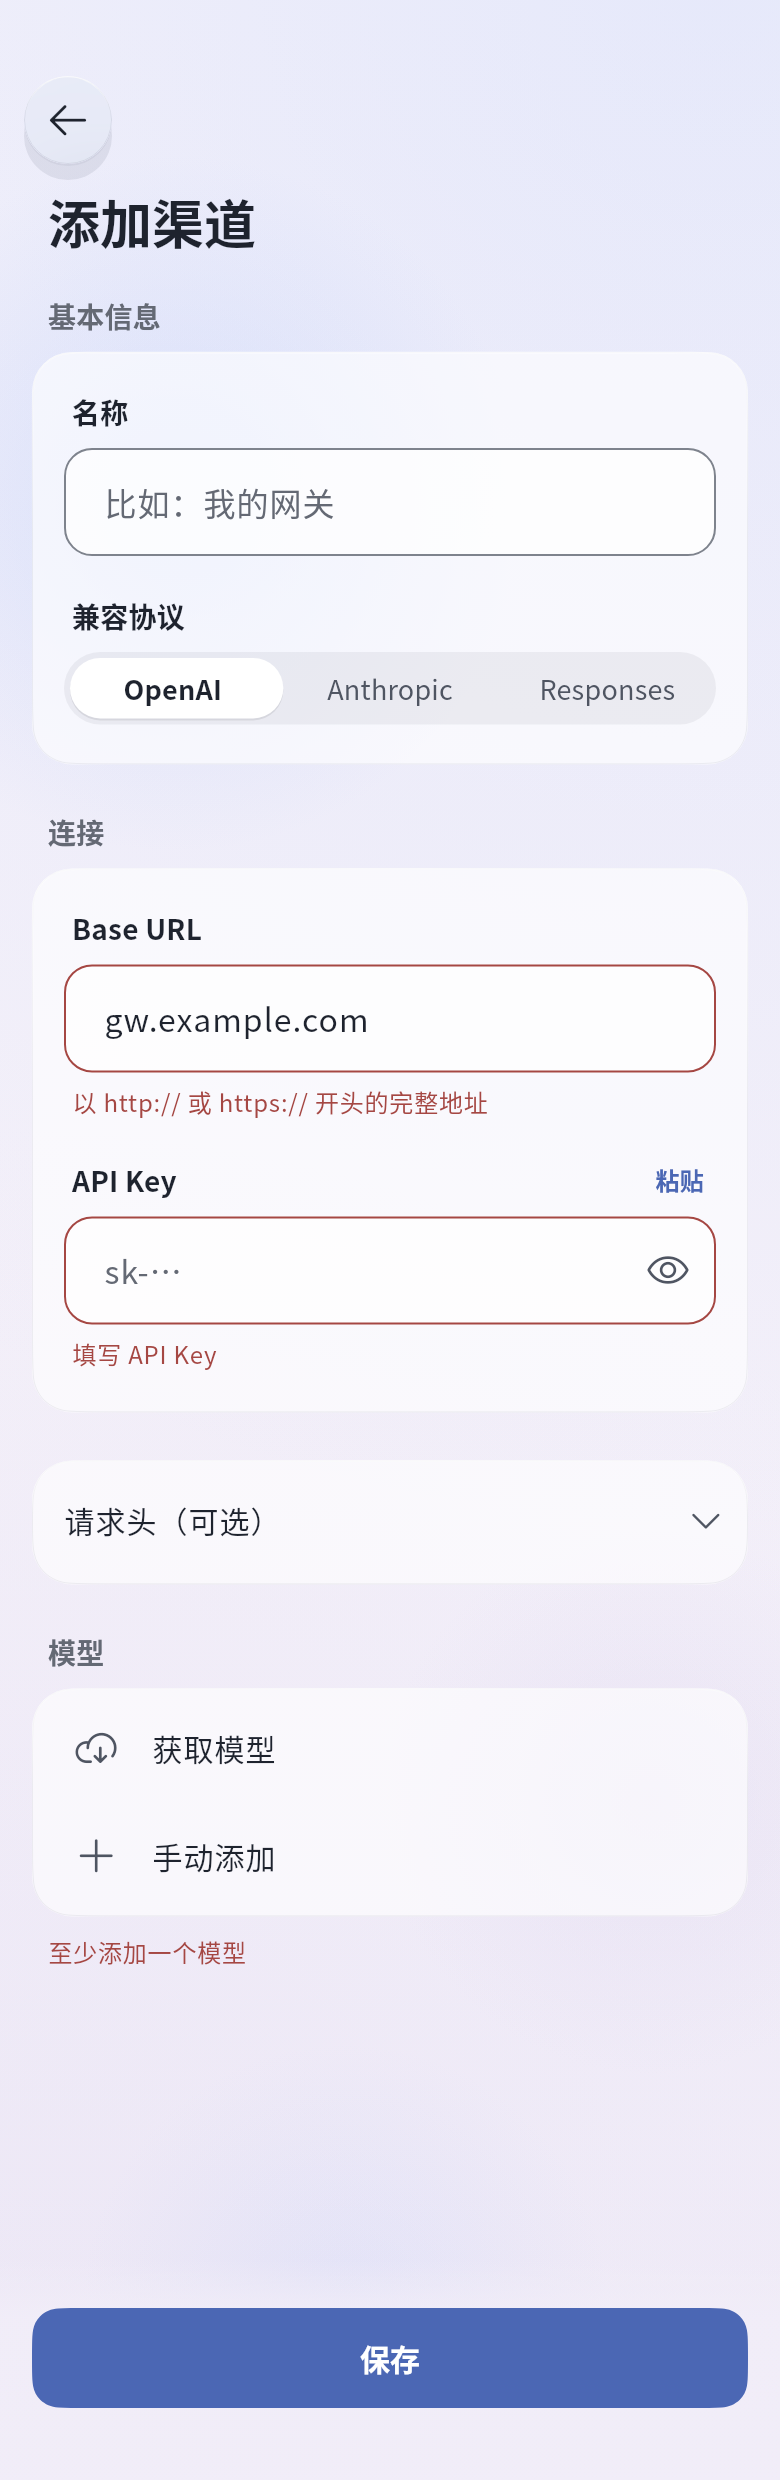 添加渠道
基本信息
名称
比如：我的网关
兼容协议
OpenAI Anthropic Responses
连接
Base URL
gw.example.com
以 http:// 或 https:// 开头的完整地址
API Key 粘贴
sk-…
填写 API Key
请求头（可选）
模型
获取模型
手动添加
至少添加一个模型
保存